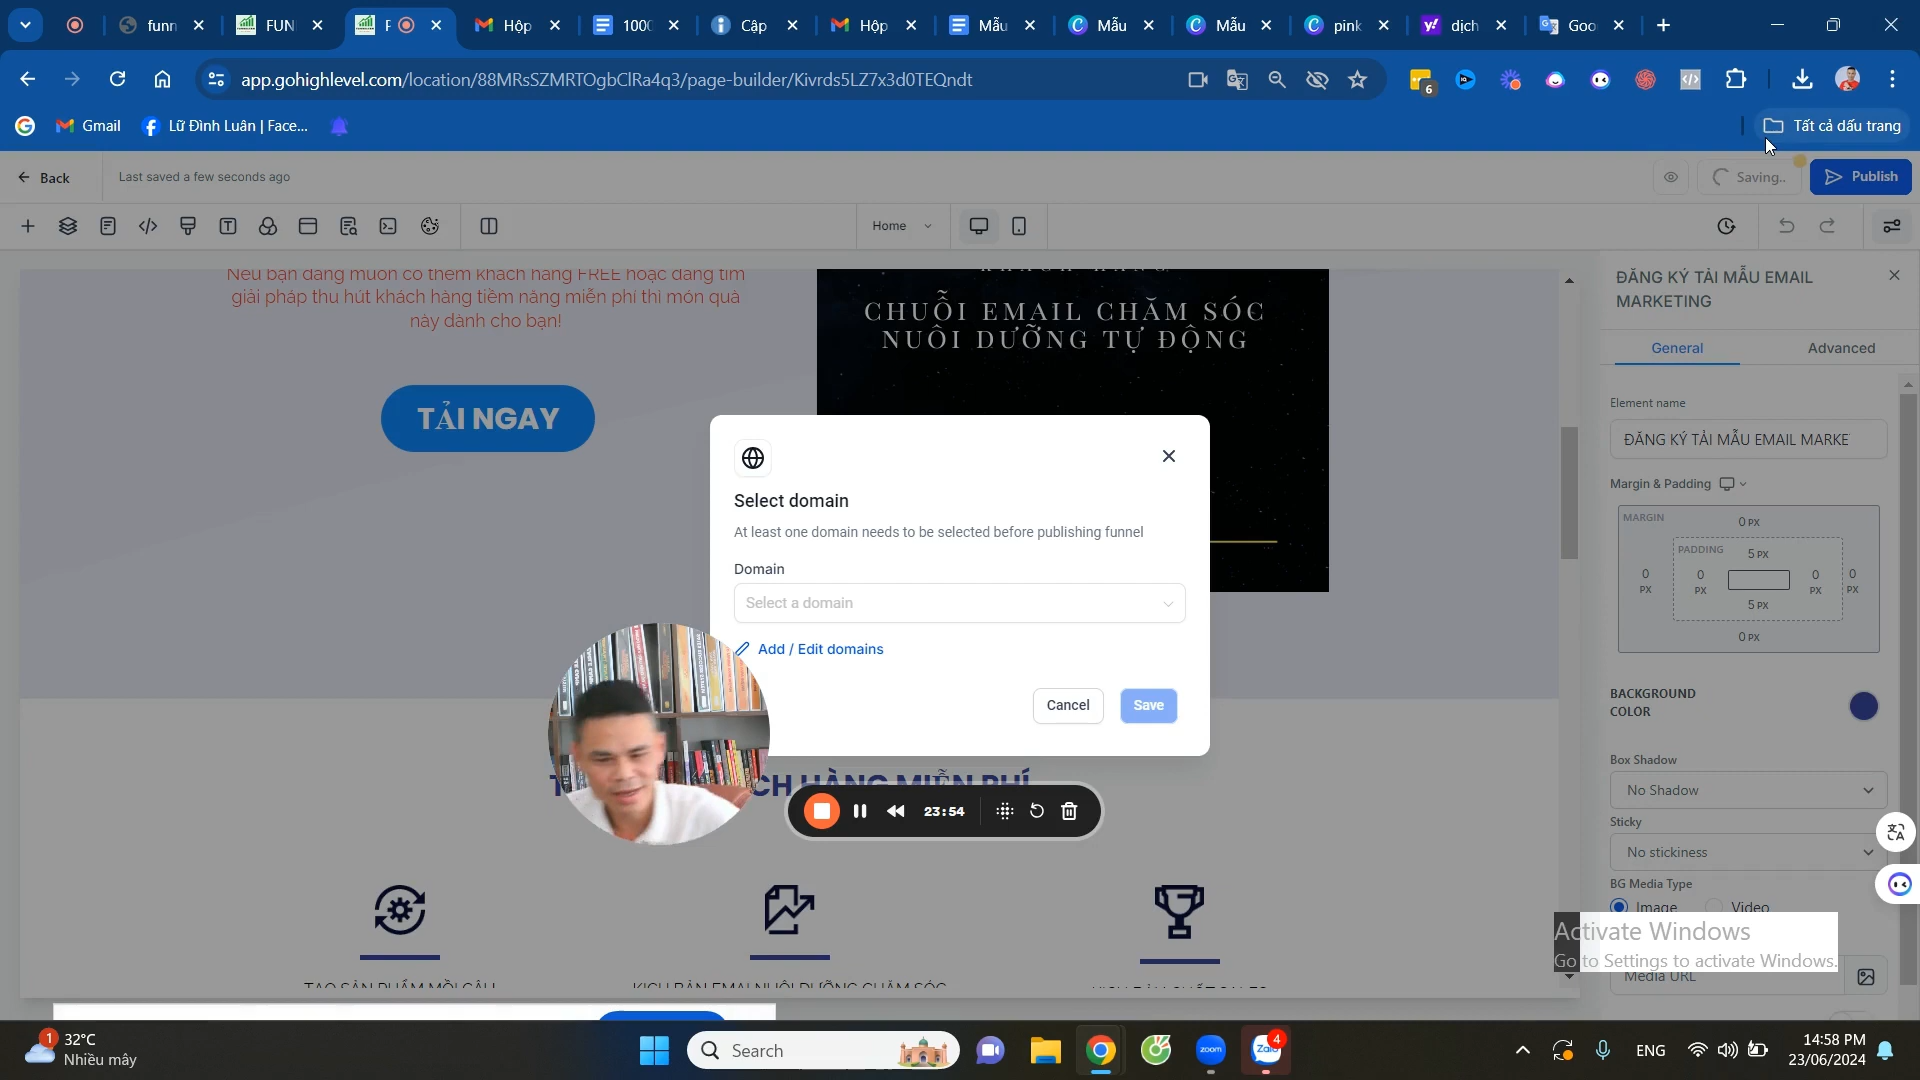 funn
FUN
F
Hộp
100
Cập
Hộp
Mẫu
Mẫu
Mẫu
pink
dịch
Goo
app.gohighlevel.com/location/88MRsSZMRTOgbClRa4q3/page-builder/Kivrds5LZ7x3d0TEQndt
6
Gmail
Lữ Đình Luân | Face...
Tất cả dấu trang
Back
Last saved a few seconds ago
Saving..
Publish
Home
Nếu bạn đang muốn có thêm khách hàng FREE hoặc đang tìm
giải pháp thu hút khách hàng tiềm năng miễn phí thì món quà
này dành cho bạn!
TẢI NGAY
KHÁCH HÀNG
CHUỖI EMAIL CHĂM SÓC
NUÔI DƯỠNG TỰ ĐỘNG
Select domain
At least one domain needs to be selected before publishing funnel
Domain
Select a domain
Add / Edit domains
Cancel
Save
CH HÀNG MIỄN PHÍ
23:54
TẠO SẢN PHẨM MỒI CÂU
KỊCH BẢN EMAI NUÔI DƯỠNG CHĂM SÓC
ĐĂNG KÝ TẢI MẪU EMAIL
MARKETING
General
Advanced
Element name
ĐĂNG KÝ TẢI MẪU EMAIL MARKE
Margin & Padding
MARGIN
0 PX
PADDING
5 PX
0
PX
0
PX
0
PX
0
PX
5 PX
0 PX
BACKGROUND
COLOR
Box Shadow
No Shadow
Sticky
No stickiness
BG Media Type
Image
Video
Media URL
Activate Windows
Go to Settings to activate Windows.
1
32°C
Nhiều mây
Search
zoom
Zalo
4
ENG
14:58 PM
23/06/2024